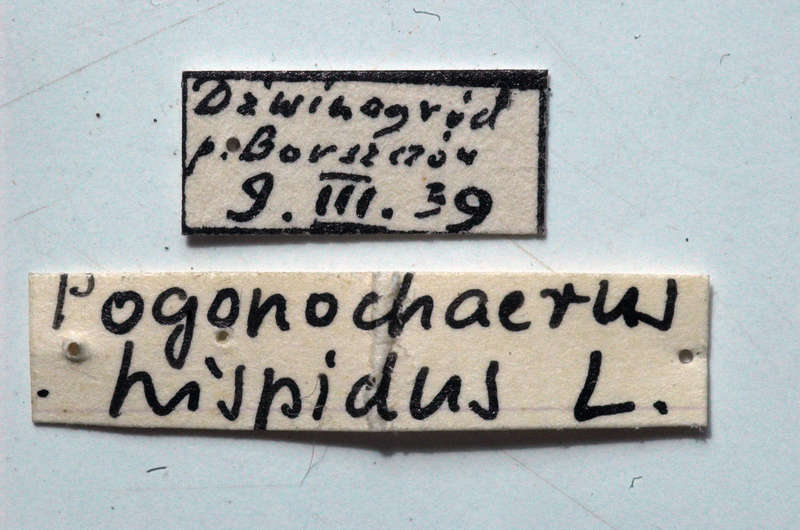 Dźwinogród
p. Borszczów
9. III. 39
Pogonochaerus
hispidus L.